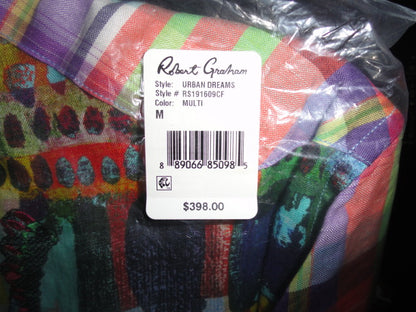 Robert Graham
Style: URBAN DREAMS
Style # RS191609CF
Color: MULTI
M
8 89066 85098 5
$398.00